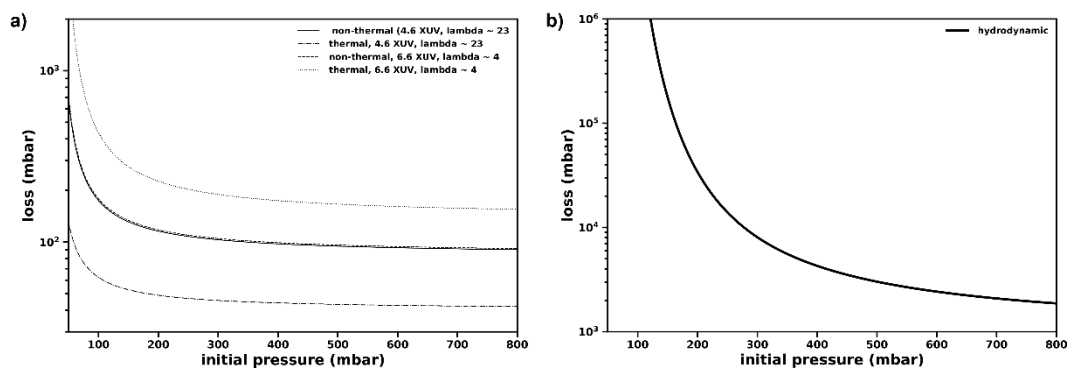 a)
non-thermal (4.6 XUV, lambda ~ 23
thermal, 4.6 XUV, lambda ~ 23
non-thermal, 6.6 XUV, lambda ~ 4
thermal, 6.6 XUV, lambda ~ 4
10³
10²
loss (mbar)
100 200 300 400 500 600 700 800
initial pressure (mbar)
b)
hydrodynamic
10⁶
10⁵
10⁴
10³
loss (mbar)
100 200 300 400 500 600 700 800
initial pressure (mbar)